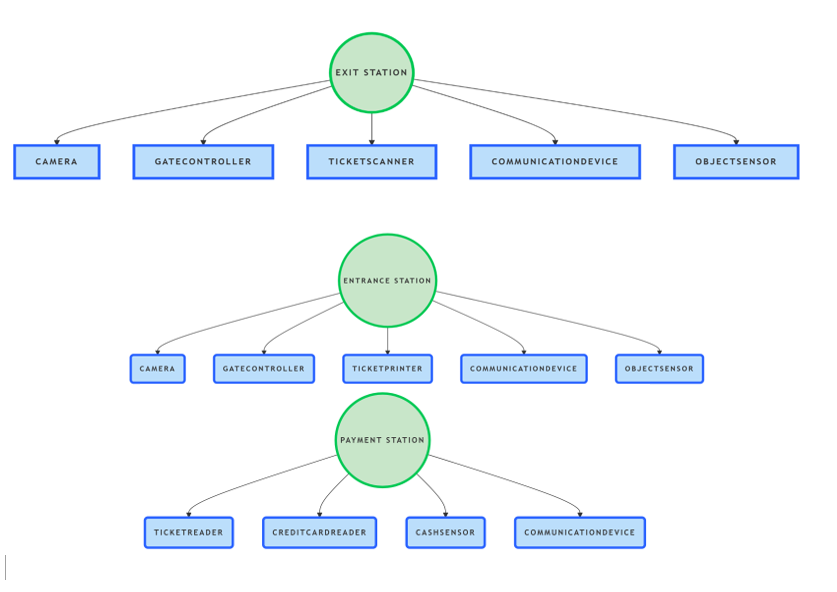 EXIT STATION
CAMERA
GATECONTROLLER
TICKETSCANNER
COMMUNICATIONDEVICE
OBJECTSENSOR
ENTRANCE STATION
CAMERA
GATECONTROLLER
TICKETPRINTER
COMMUNICATIONDEVICE
OBJECTSENSOR
PAYMENT STATION
TICKETREADER
CREDITCARDREADER
CASHSENSOR
COMMUNICATIONDEVICE